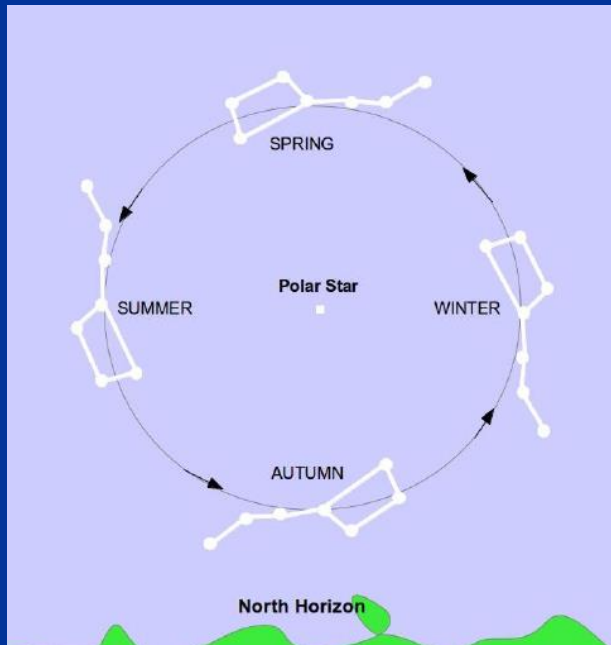 SPRING
Polar Star
SUMMER
WINTER
AUTUMN
North Horizon